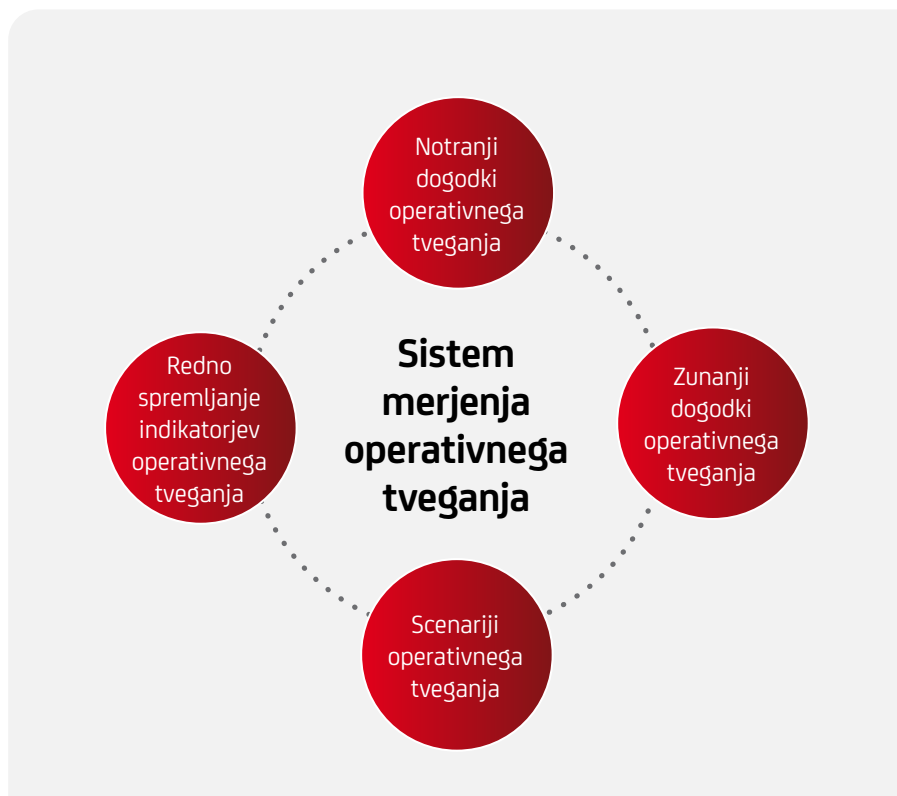 Notranji
dogodki
operativnega
tveganja
Sistem
merjenja
operativnega
tveganja
Redno
spremljanje
indikatorjev
operativnega
tveganja
Zunanji
dogodki
operativnega
tveganja
Scenariji
operativnega
tveganja